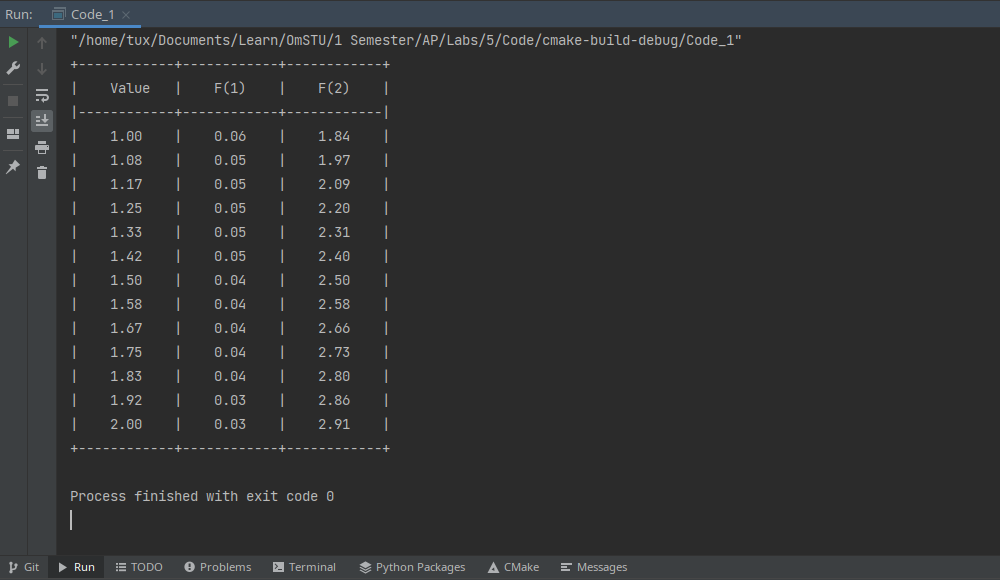 Run: Code_1
"/home/tux/Documents/Learn/OmSTU/1 Semester/AP/Labs/5/Code/cmake-build-debug/Code_1"
+------------+------------+------------+
|    Value   |    F(1)    |    F(2)    |
|------------+------------+------------|
|    1.00    |    0.06    |    1.84    |
|    1.08    |    0.05    |    1.97    |
|    1.17    |    0.05    |    2.09    |
|    1.25    |    0.05    |    2.20    |
|    1.33    |    0.05    |    2.31    |
|    1.42    |    0.05    |    2.40    |
|    1.50    |    0.04    |    2.50    |
|    1.58    |    0.04    |    2.58    |
|    1.67    |    0.04    |    2.66    |
|    1.75    |    0.04    |    2.73    |
|    1.83    |    0.04    |    2.80    |
|    1.92    |    0.03    |    2.86    |
|    2.00    |    0.03    |    2.91    |
+------------+------------+------------+
Process finished with exit code 0
Git Run TODO Problems Terminal Python Packages CMake Messages